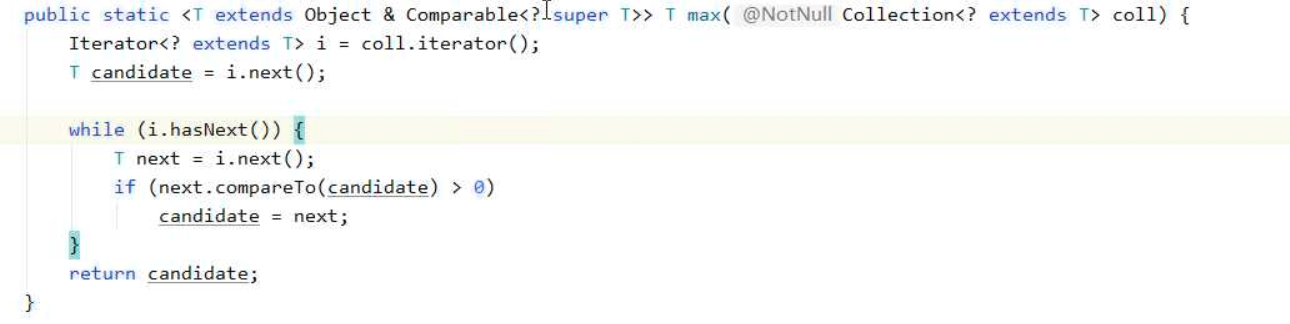 public static <T extends Object & Comparable<? super T>> T max( @NotNull Collection<? extends T> coll) {
Iterator<? extends T> i = coll.iterator();
T candidate = i.next();
while (i.hasNext()) {
T next = i.next();
if (next.compareTo(candidate) > 0)
candidate = next;
}
return candidate;
}